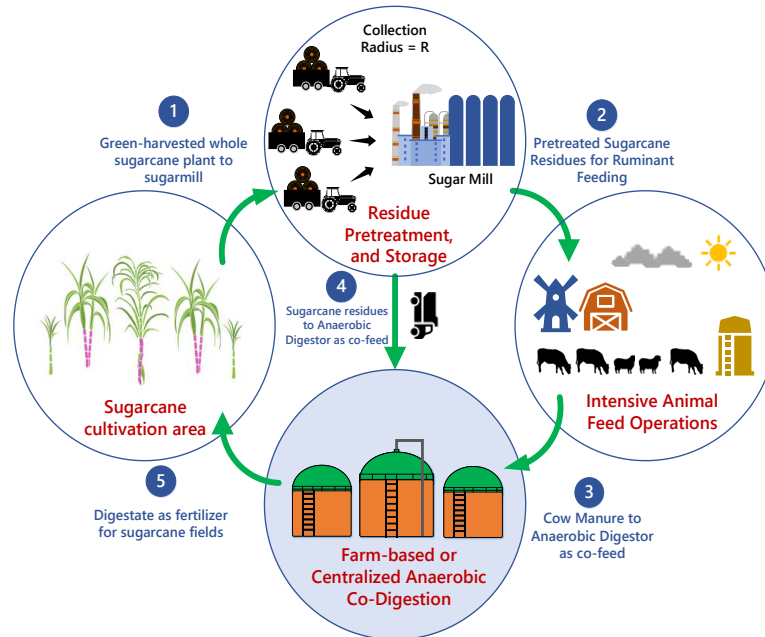 Collection
Radius = R
1
Green-harvested whole
sugarcane plant to
sugarmill
Sugar Mill
Residue
Pretreatment,
and Storage
2
Pretreated Sugarcane
Residues for Ruminant
Feeding
4
Sugarcane residues
to Anaerobic
Digestor as co-feed
Sugarcane
cultivation area
Intensive Animal
Feed Operations
5
Digestate as fertilizer
for sugarcane fields
Farm-based or
Centralized Anaerobic
Co-Digestion
3
Cow Manure to
Anaerobic Digestor
as co-feed